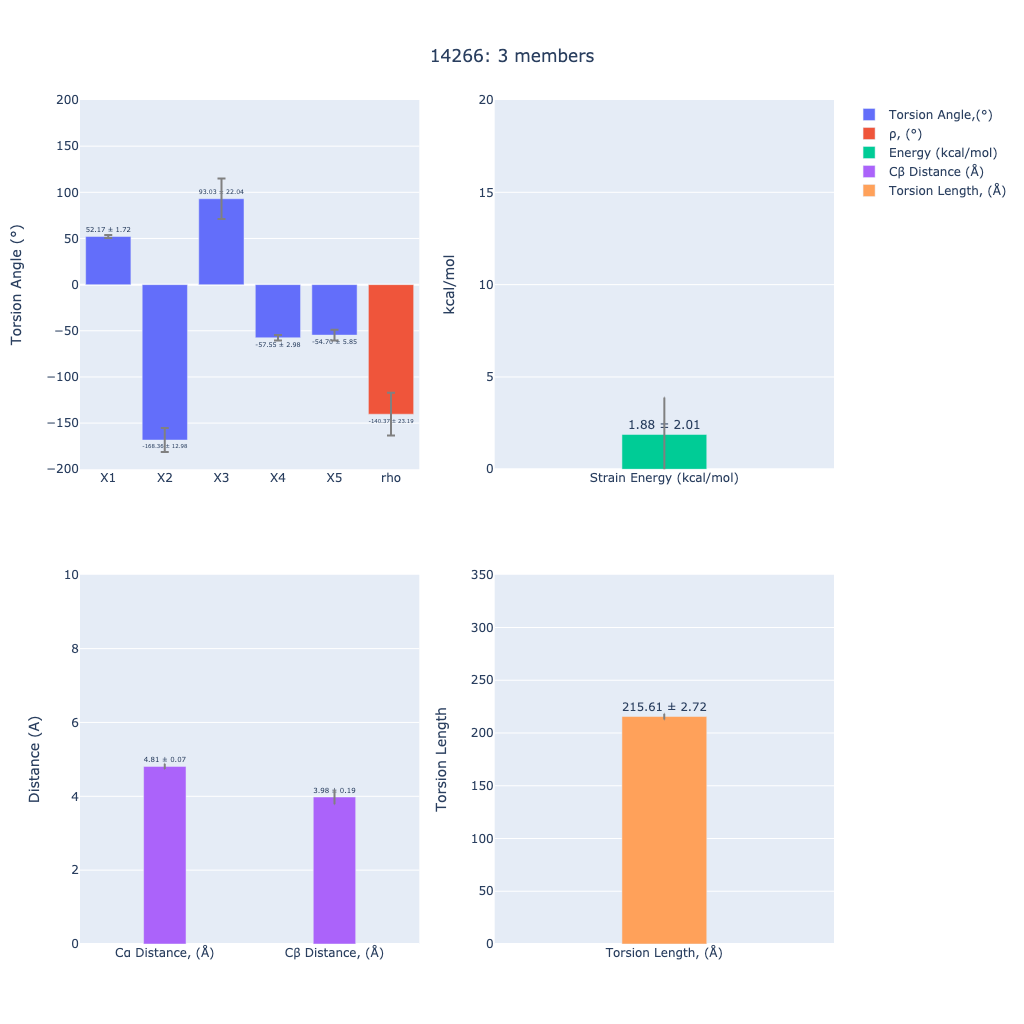 14266: 3 members
200
150
100
50
0
−50
−100
−150
−200
Torsion Angle (°)
52.17 ± 1.72
-168.36 ± 12.98
93.03 ± 22.04
-57.55 ± 2.98
-54.70 ± 5.85
-140.37 ± 23.19
X1 X2 X3 X4 X5 rho
20
15
10
5
0
kcal/mol
1.88 ± 2.01
Strain Energy (kcal/mol)
Torsion Angle,(°)
ρ, (°)
Energy (kcal/mol)
Cβ Distance (Å)
Torsion Length, (Å)
10
8
6
4
2
0
Distance (A)
4.81 ± 0.07
3.98 ± 0.19
Cα Distance, (Å) Cβ Distance, (Å)
350
300
250
200
150
100
50
0
Torsion Length
215.61 ± 2.72
Torsion Length, (Å)